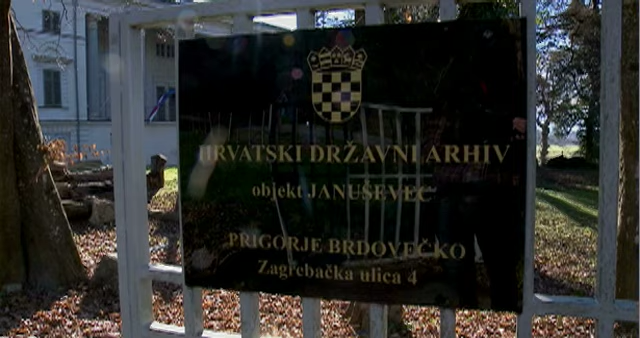 HRVATSKI DRŽAVNI ARHIV
objekt JANUŠEVEC
PRIGORJE BRDOVEČKO
Zagrebačka ulica 4